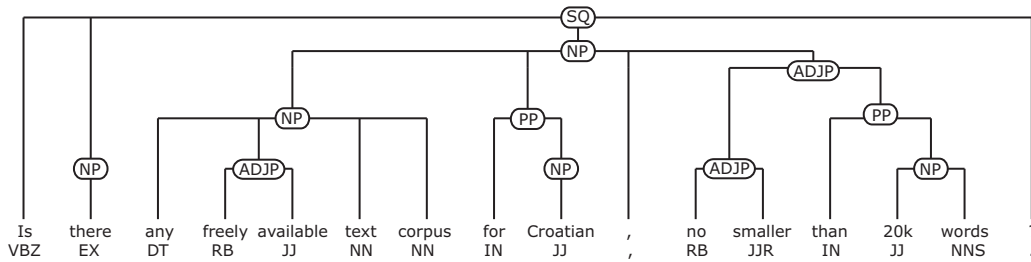 SQ
NP
ADJP
NP PP PP
NP ADJP NP ADJP NP
Is there any freely available text corpus for Croatian , no smaller than 20k words
VBZ EX DT RB JJ NN NN IN JJ , RB JJR IN JJ NNS